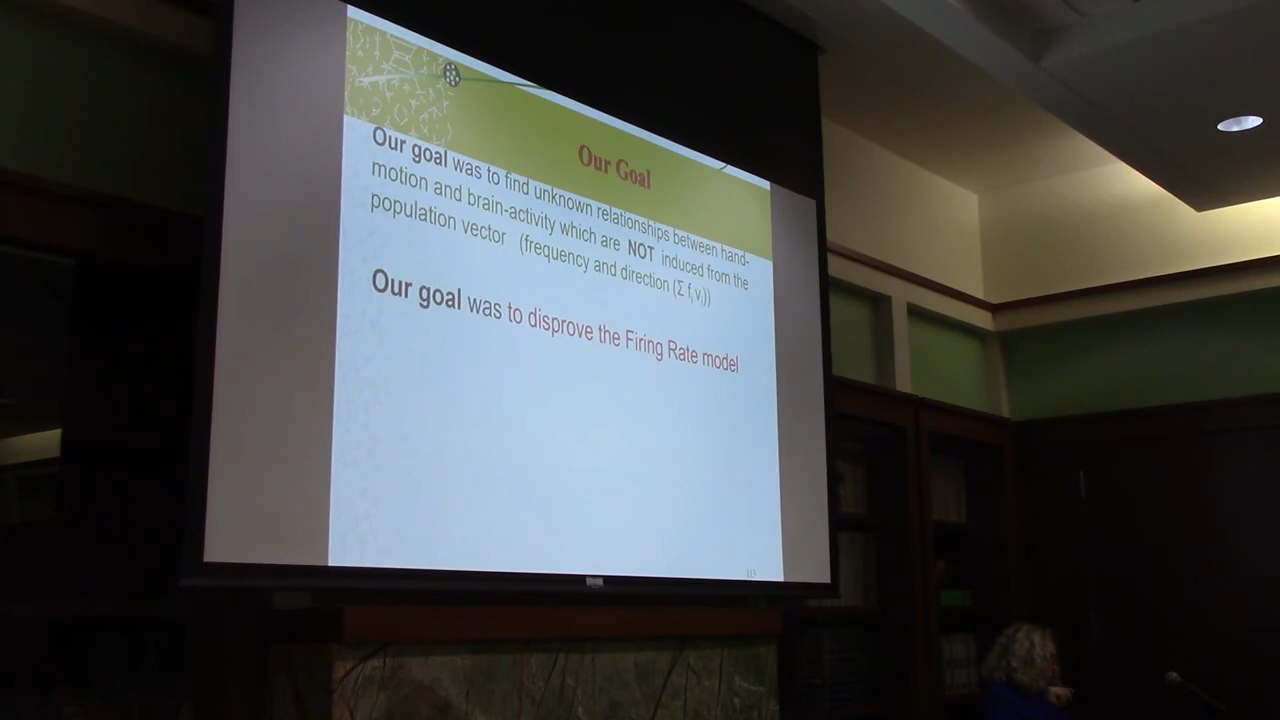 Our Goal
Our goal was to find unknown relationships between hand-
motion and brain-activity which are NOT induced from the
population vector (frequency and direction (Σ fᵢvᵢ))
Our goal was to disprove the Firing Rate model